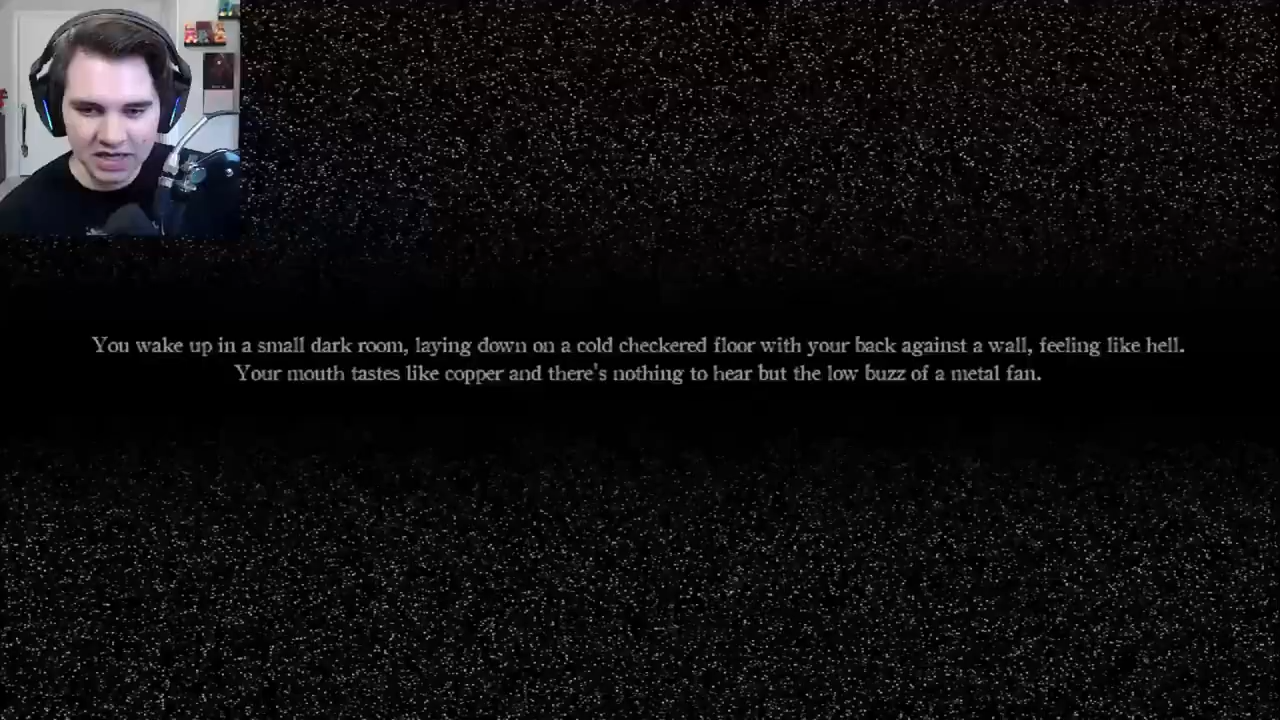 You wake up in a small dark room, laying down on a cold checkered floor with your back against a wall, feeling like hell.
Your mouth tastes like copper and there's nothing to hear but the low buzz of a metal fan.